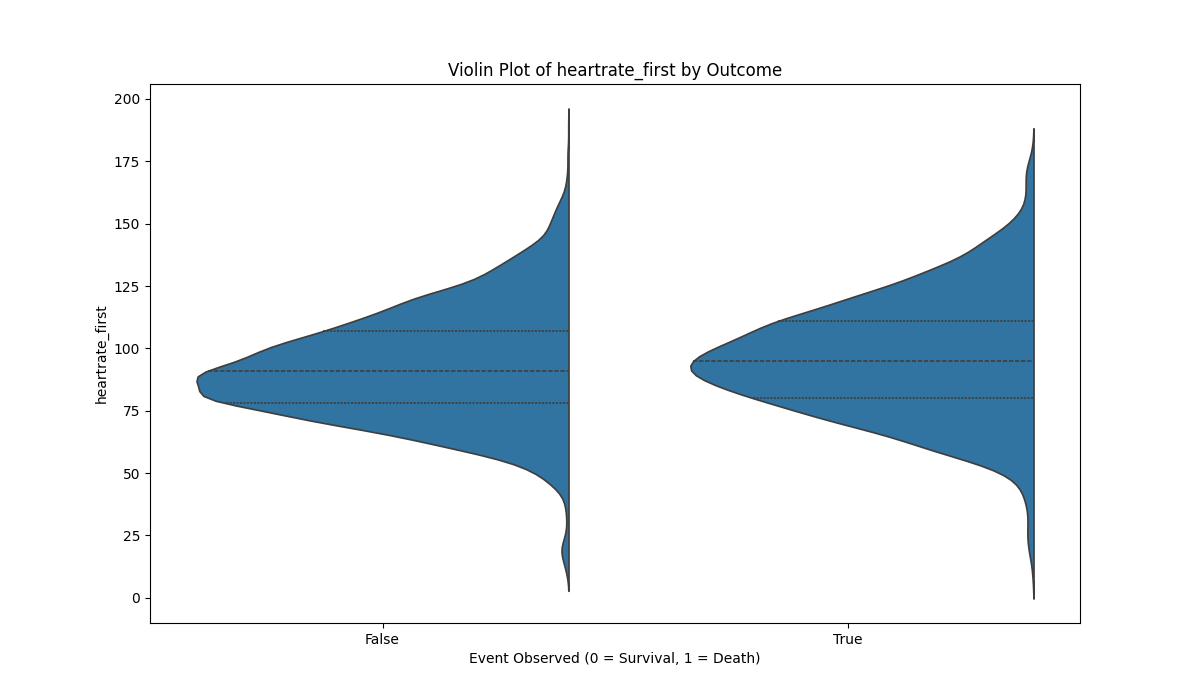 Violin Plot of heartrate_first by Outcome
200
175
150
125
100
75
50
25
0
heartrate_first
False
True
Event Observed (0 = Survival, 1 = Death)